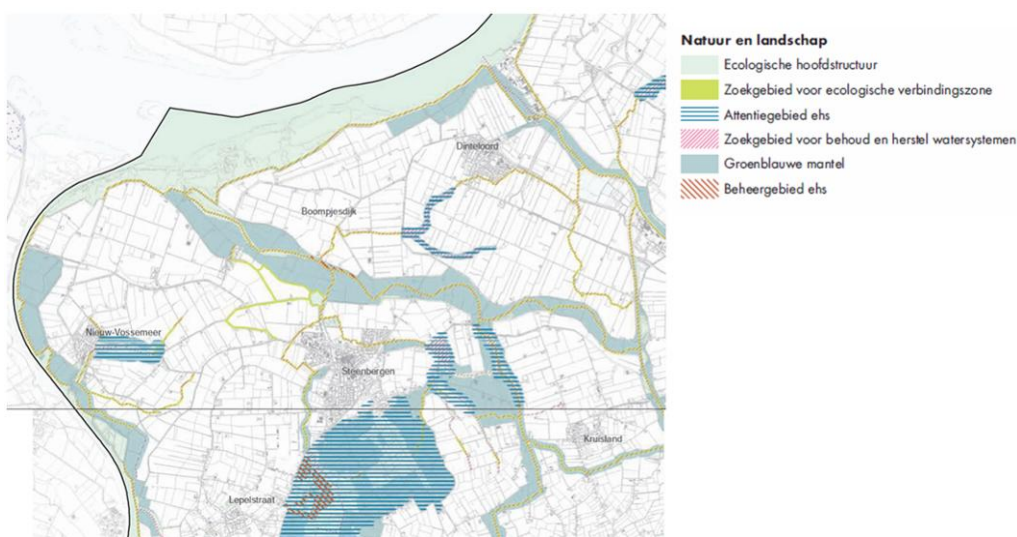 Natuur en landschap
Ecologische hoofdstructuur
Zoekgebied voor ecologische verbindingszone
Attentiegebied ehs
Zoekgebied voor behoud en herstel watersystemen
Groenblauwe mantel
Beheergebied ehs
Dinteloord
Boompjesdijk
Nieuw-Vossemeer
Steenbergen
Kruisland
Lepelstraat